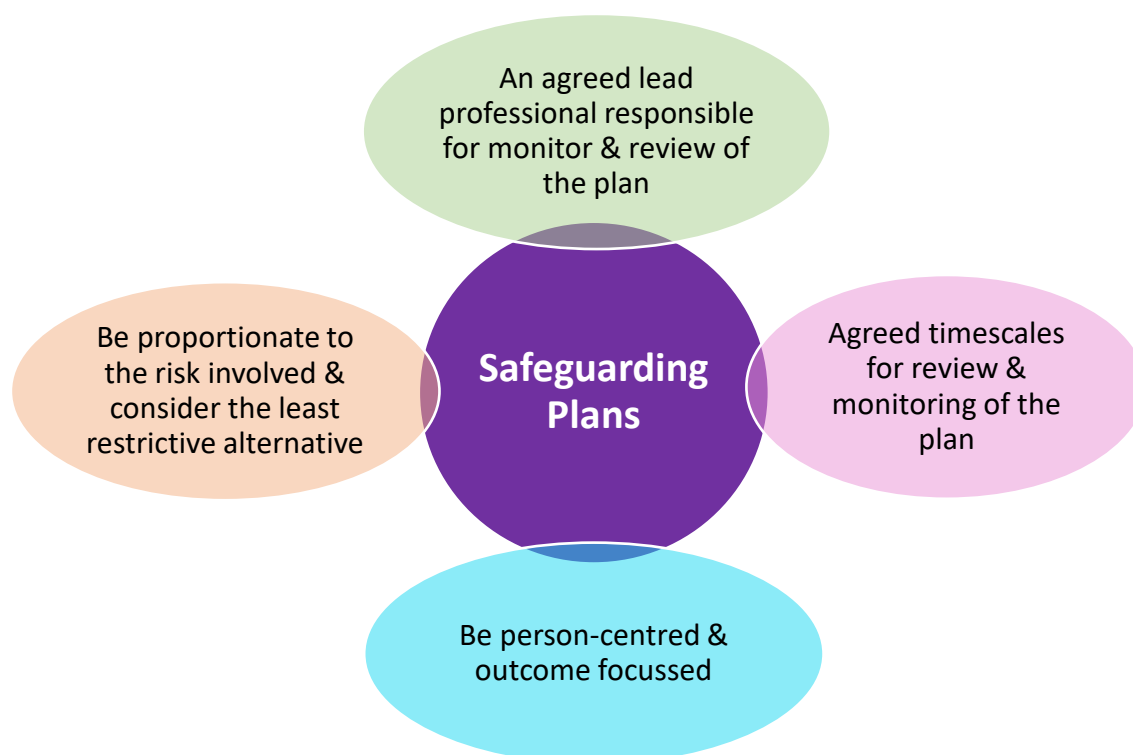 An agreed lead
professional responsible
for monitor & review of
the plan
Be proportionate to
the risk involved &
consider the least
restrictive alternative
Safeguarding
Plans
Agreed timescales
for review &
monitoring of the
plan
Be person-centred &
outcome focussed